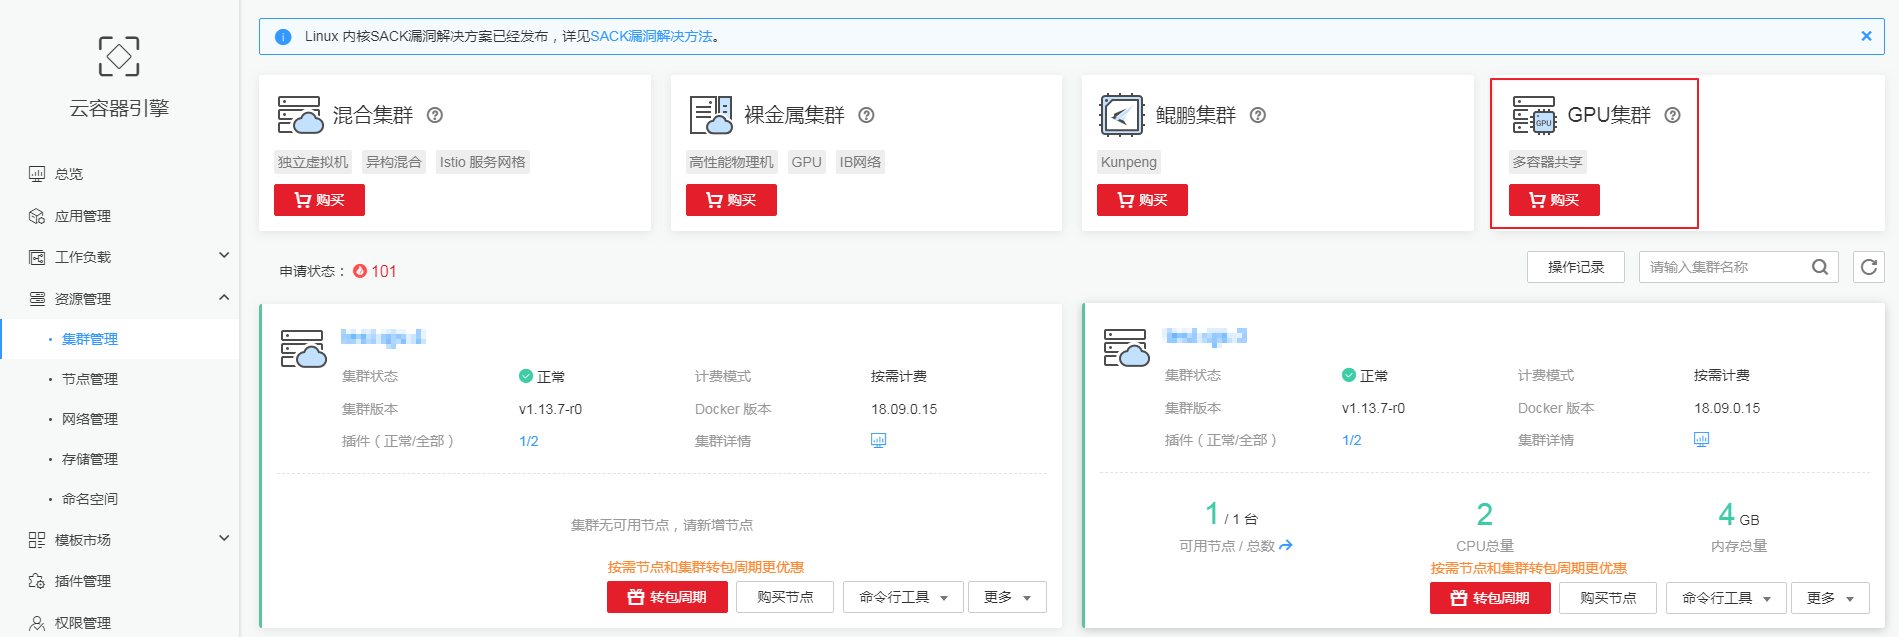 云容器引擎
总览
应用管理
工作负载
资源管理
· 集群管理
· 节点管理
· 网络管理
· 存储管理
· 命名空间
模板市场
插件管理
权限管理
Linux 内核SACK漏洞解决方案已经发布，详见SACK漏洞解决方法。
混合集群
独立虚拟机 异构混合 Istio 服务网格
购买
裸金属集群
高性能物理机 GPU IB网络
购买
鲲鹏集群
Kunpeng
购买
GPU集群
GPU
多容器共享
购买
申请状态： 101
操作记录 请输入集群名称
集群状态 正常 计费模式 按需计费
集群版本 v1.13.7-r0 Docker 版本 18.09.0.15
插件（正常/全部） 1/2 集群详情
集群无可用节点，请新增节点
按需节点和集群转包周期更优惠
转包周期 购买节点 命令行工具 更多
集群状态 正常 计费模式 按需计费
集群版本 v1.13.7-r0 Docker 版本 18.09.0.15
插件（正常/全部） 1/2 集群详情
1 / 1 台 2 4 GB
可用节点 / 总数 CPU总量 内存总量
按需节点和集群转包周期更优惠
转包周期 购买节点 命令行工具 更多